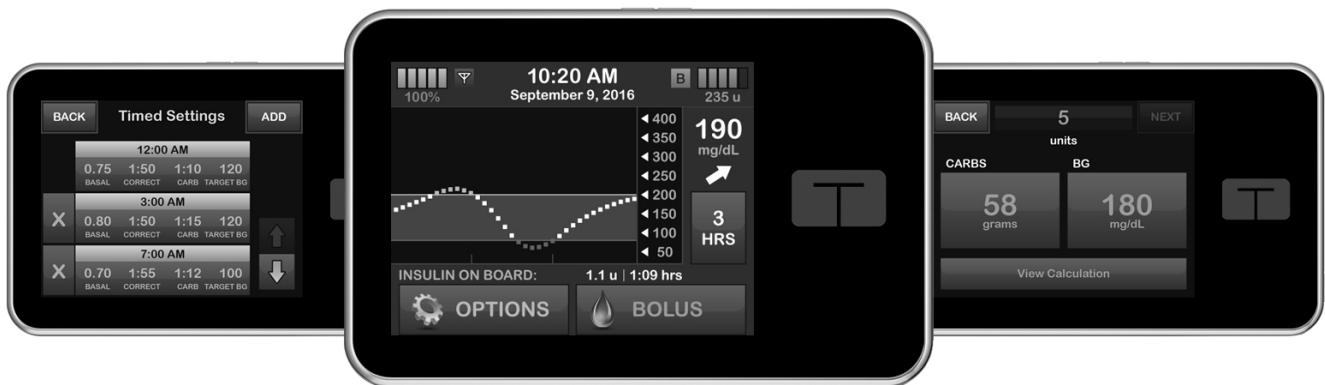 BACK Timed Settings ADD
12:00 AM
0.75 1:50 1:10 120
BASAL CORRECT CARB TARGET BG
3:00 AM
X 0.80 1:50 1:15 120
BASAL CORRECT CARB TARGET BG
7:00 AM
X 0.70 1:55 1:12 100
BASAL CORRECT CARB TARGET BG
10:20 AM B
100% September 9, 2016 235 u
400
350
300
250
200
150
100
50
190
mg/dL
3
HRS
INSULIN ON BOARD: 1.1 u | 1:09 hrs
OPTIONS BOLUS
BACK 5 NEXT
units
CARBS BG
58 180
grams mg/dL
View Calculation